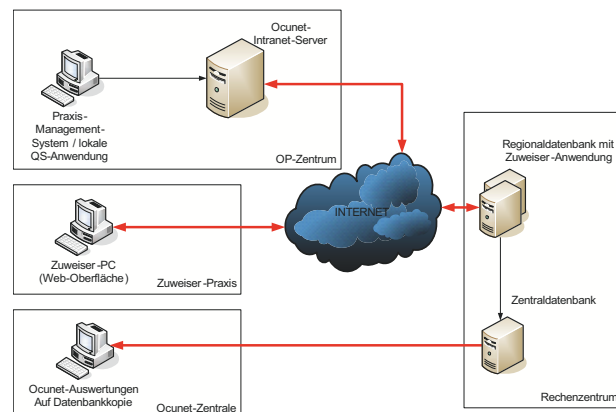 Ocunet-
Intranet-Server
Praxis-
Management-
System / lokale
QS-Anwendung
OP-Zentrum
Zuweiser-PC
(Web-Oberfläche)
Zuweiser-Praxis
INTERNET
Regionaldatenbank mit
Zuweiser-Anwendung
Zentraldatenbank
Rechenzentrum
Ocunet-Auswertungen
Auf Datenbankkopie
Ocunet-Zentrale